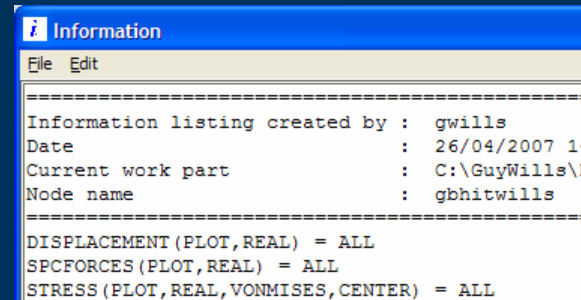 i Information
File Edit
Information listing created by : gwills
Date : 26/04/2007
Current work part : C:\GuyWills\
Node name : gbhitwills
DISPLACEMENT(PLOT,REAL) = ALL
SPCFORCES(PLOT,REAL) = ALL
STRESS(PLOT,REAL,VONMISES,CENTER) = ALL